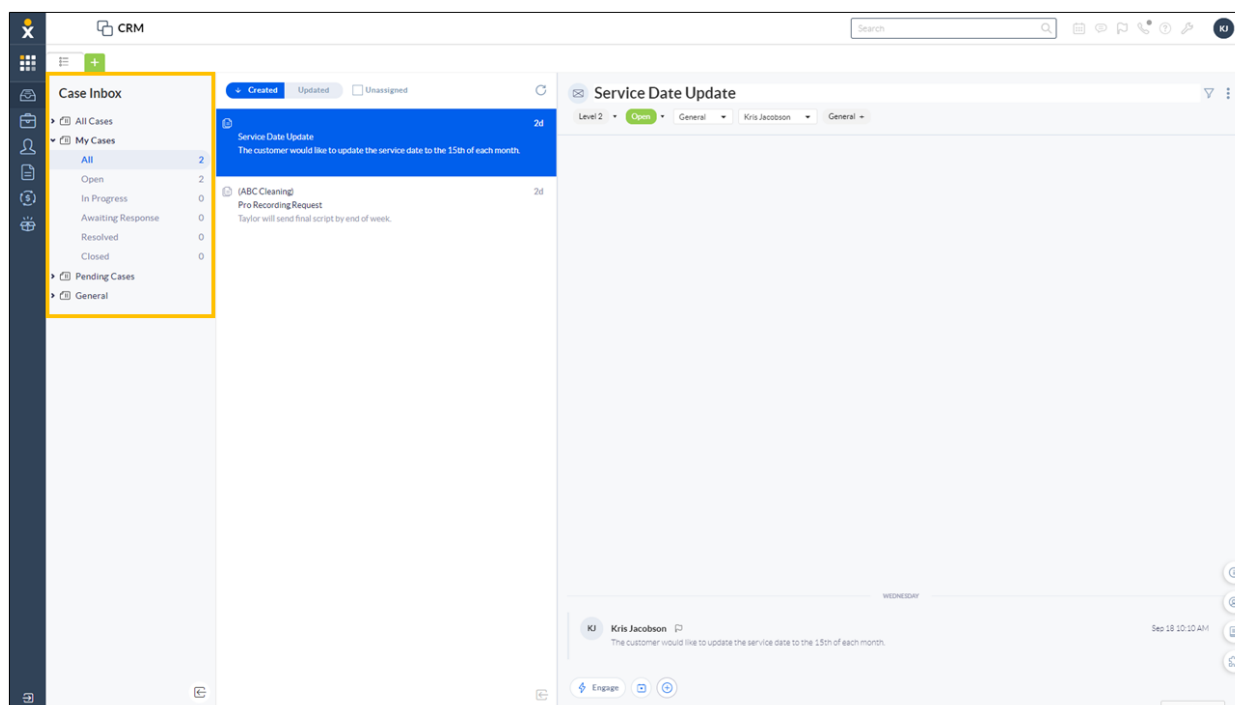 CRM
Search
KJ
Case Inbox
All Cases
My Cases
All 2
Open 2
In Progress 0
Awaiting Response 0
Resolved 0
Closed 0
Pending Cases
General
Created Updated Unassigned
2d
Service Date Update
The customer would like to update the service date to the 15th of each month.
(ABC Cleaning) 2d
Pro Recording Request
Taylor will send final script by end of week.
Service Date Update
Level 2 Open General Kris Jacobson General
WEDNESDAY
KJ Kris Jacobson Sep 18 10:10 AM
The customer would like to update the service date to the 15th of each month.
Engage